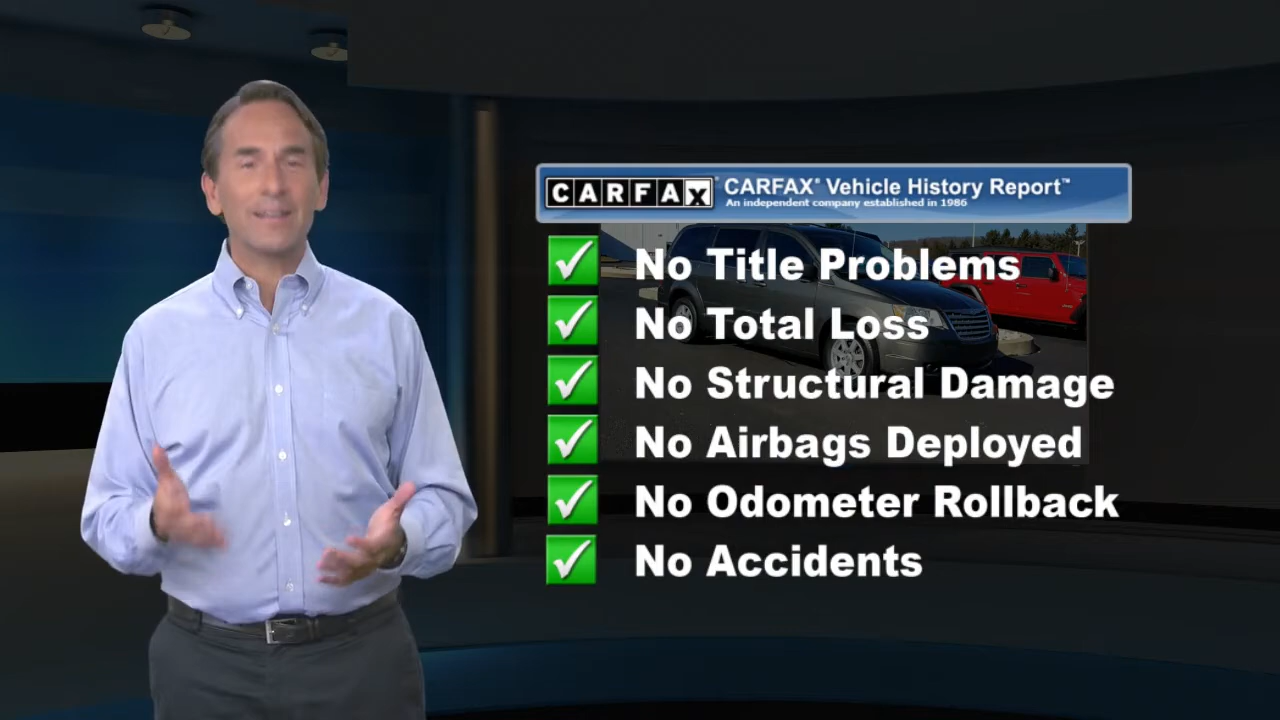 CARFAX® CARFAX® Vehicle History Report™
An independent company established in 1986
No Title Problems
No Total Loss
No Structural Damage
No Airbags Deployed
No Odometer Rollback
No Accidents